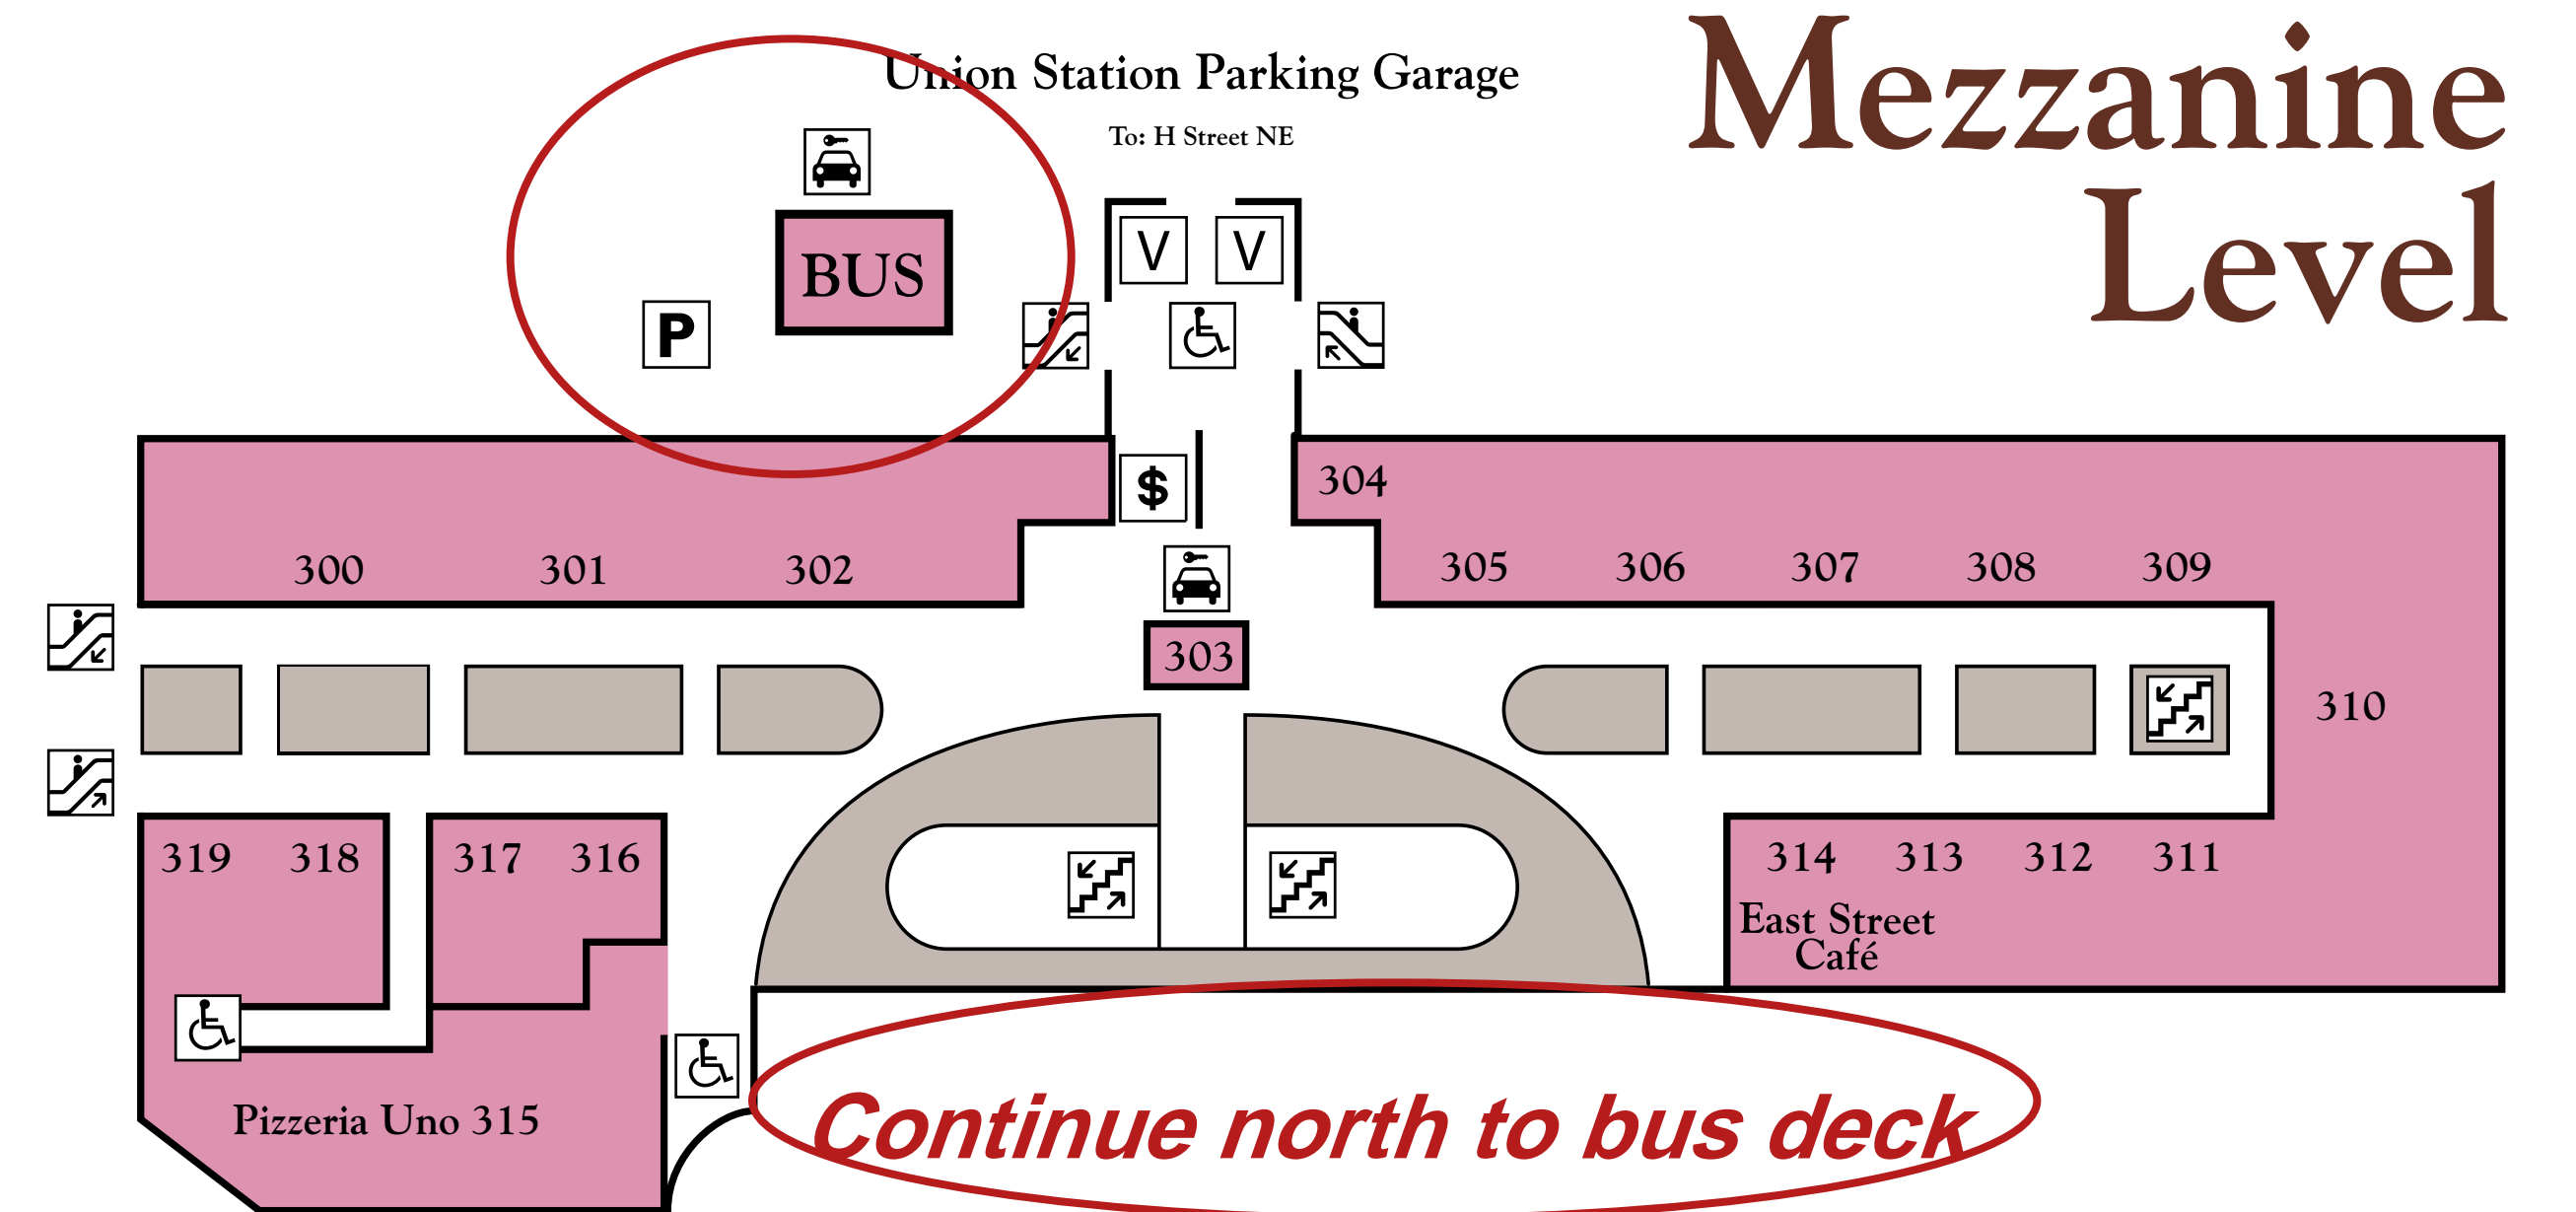 Mezzanine
Level
Union Station Parking Garage
To: H Street NE
BUS
V V
P
$
304
300 301 302
305 306 307 308 309
303
310
319 318 317 316
314 313 312 311
East Street
Café
Pizzeria Uno 315
Continue north to bus deck